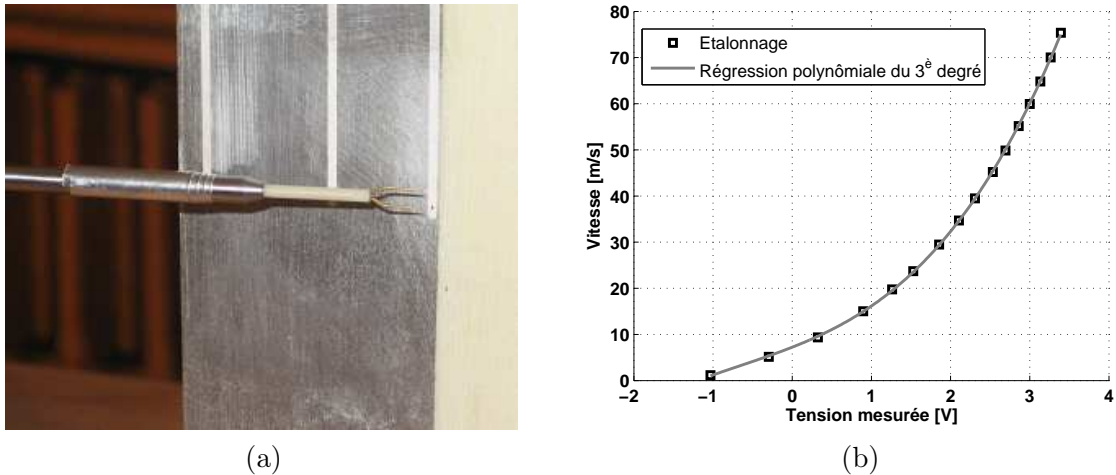 80
70
60
50
40
30
20
10
0
Vitesse [m/s]
Etalonnage
Régression polynômiale du 3è degré
−2 −1 0 1 2 3 4
Tension mesurée [V]
(a) (b)